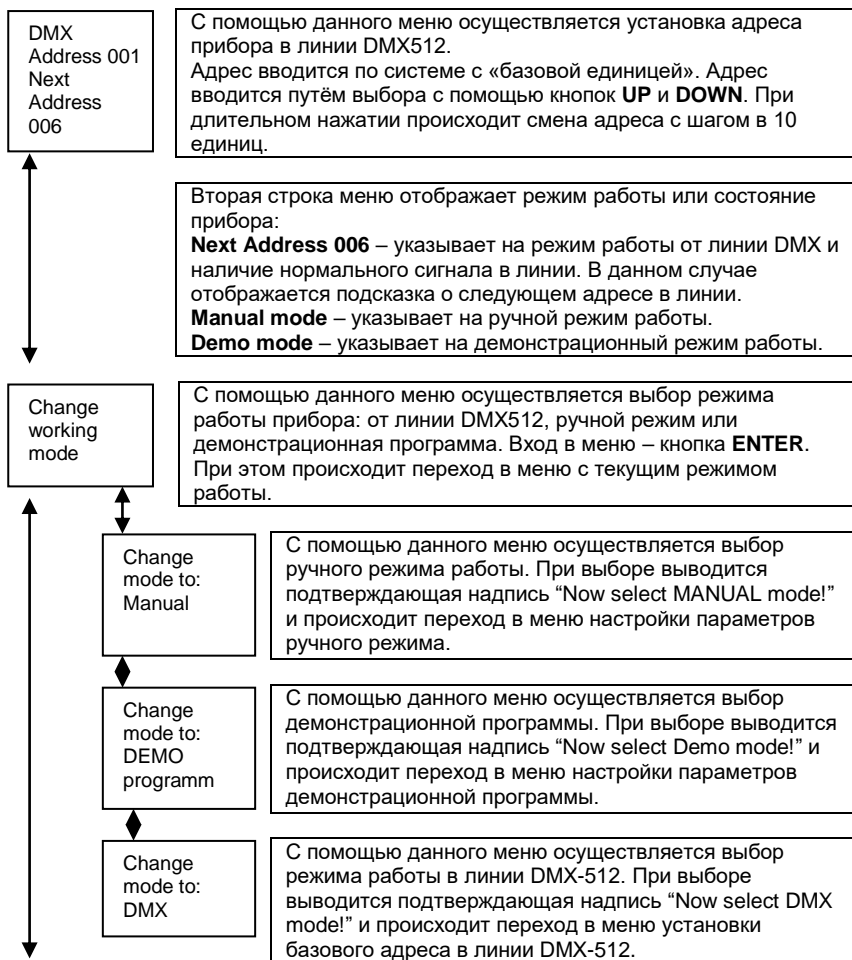 DMX
Address 001
Next
Address
006
С помощью данного меню осуществляется установка адреса
прибора в линии DMX512.
Адрес вводится по системе с «базовой единицей». Адрес
вводится путём выбора с помощью кнопок UP и DOWN. При
длительном нажатии происходит смена адреса с шагом в 10
единиц.
Вторая строка меню отображает режим работы или состояние
прибора:
Next Address 006 – указывает на режим работы от линии DMX и
наличие нормального сигнала в линии. В данном случае
отображается подсказка о следующем адресе в линии.
Manual mode – указывает на ручной режим работы.
Demo mode – указывает на демонстрационный режим работы.
Change
working
mode
С помощью данного меню осуществляется выбор режима
работы прибора: от линии DMX512, ручной режим или
демонстрационная программа. Вход в меню – кнопка ENTER.
При этом происходит переход в меню с текущим режимом
работы.
Change
mode to:
Manual
С помощью данного меню осуществляется выбор
ручного режима работы. При выборе выводится
подтверждающая надпись “Now select MANUAL mode!”
и происходит переход в меню настройки параметров
ручного режима.
Change
mode to:
DEMO
programm
С помощью данного меню осуществляется выбор
демонстрационной программы. При выборе выводится
подтверждающая надпись “Now select Demo mode!” и
происходит переход в меню настройки параметров
демонстрационной программы.
Change
mode to:
DMX
С помощью данного меню осуществляется выбор
режима работы в линии DMX-512. При выборе
выводится подтверждающая надпись “Now select DMX
mode!” и происходит переход в меню установки
базового адреса в линии DMX-512.